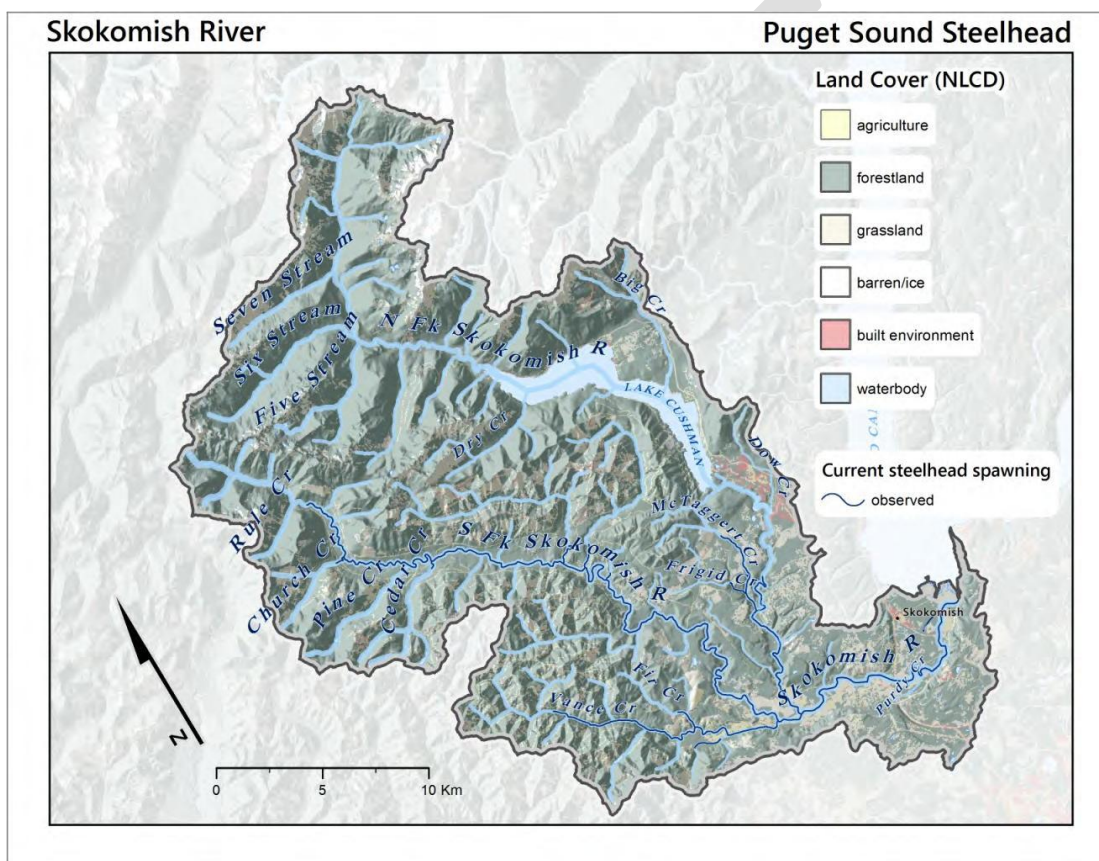 Skokomish River
Puget Sound Steelhead
Land Cover (NLCD)
agriculture
forestland
grassland
barren/ice
built environment
waterbody
Current steelhead spawning
observed
Seven Stream
Six Stream
Five Stream
N Fk Skokomish R
Big Cr
LAKE CUSHMAN
Dry Cr
Dow Cr
McTaggert Cr
Frigid Cr
Rule Cr
Church Cr
Pine Cr
Cedar Cr
S Fk Skokomish R
Fir Cr
Vance Cr
Skokomish R
Skokomish
Purdy Cr
N
0 5 10 Km